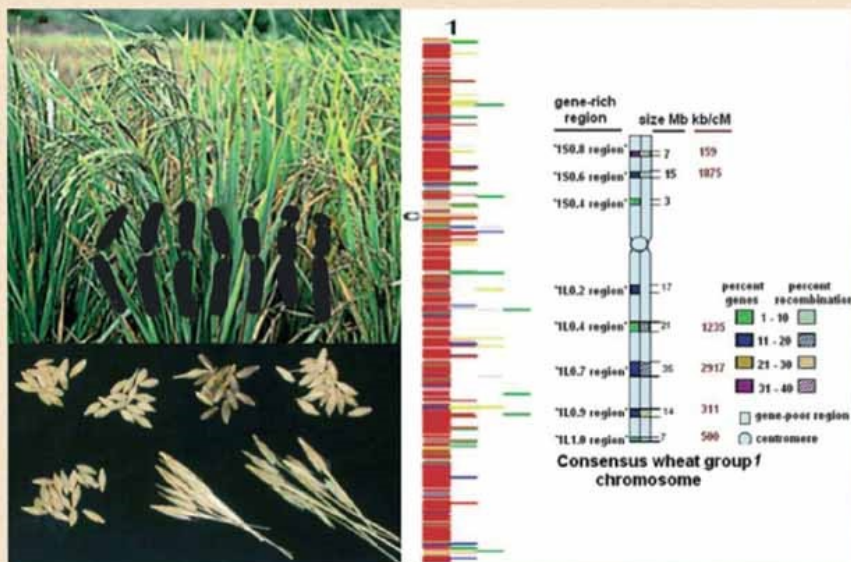 1
c
gene-rich
region
size Mb kb/cM
'1S0.8 region' 7 159
'1S0.6 region' 15 1875
'1S0.4 region' 3
'1L0.2 region' 17
'1L0.4 region' 21 1235
'1L0.7 region' 35 2917
'1L0.9 region' 14 311
'1L1.0 region' 7 500
percent
genes
percent
recombination
1 - 10
11 - 20
21 - 30
31 - 40
gene-poor region
centromere
Consensus wheat group 1
chromosome